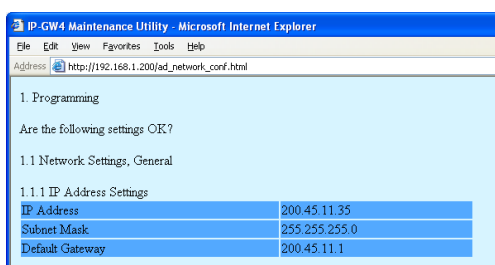 IP-GW4 Maintenance Utility - Microsoft Internet Explorer
File Edit View Favorites Tools Help
Address http://192.168.1.200/ad_network_conf.html
1. Programming
Are the following settings OK?
1.1 Network Settings, General
1.1.1 IP Address Settings
IP Address 200.45.11.35
Subnet Mask 255.255.255.0
Default Gateway 200.45.11.1